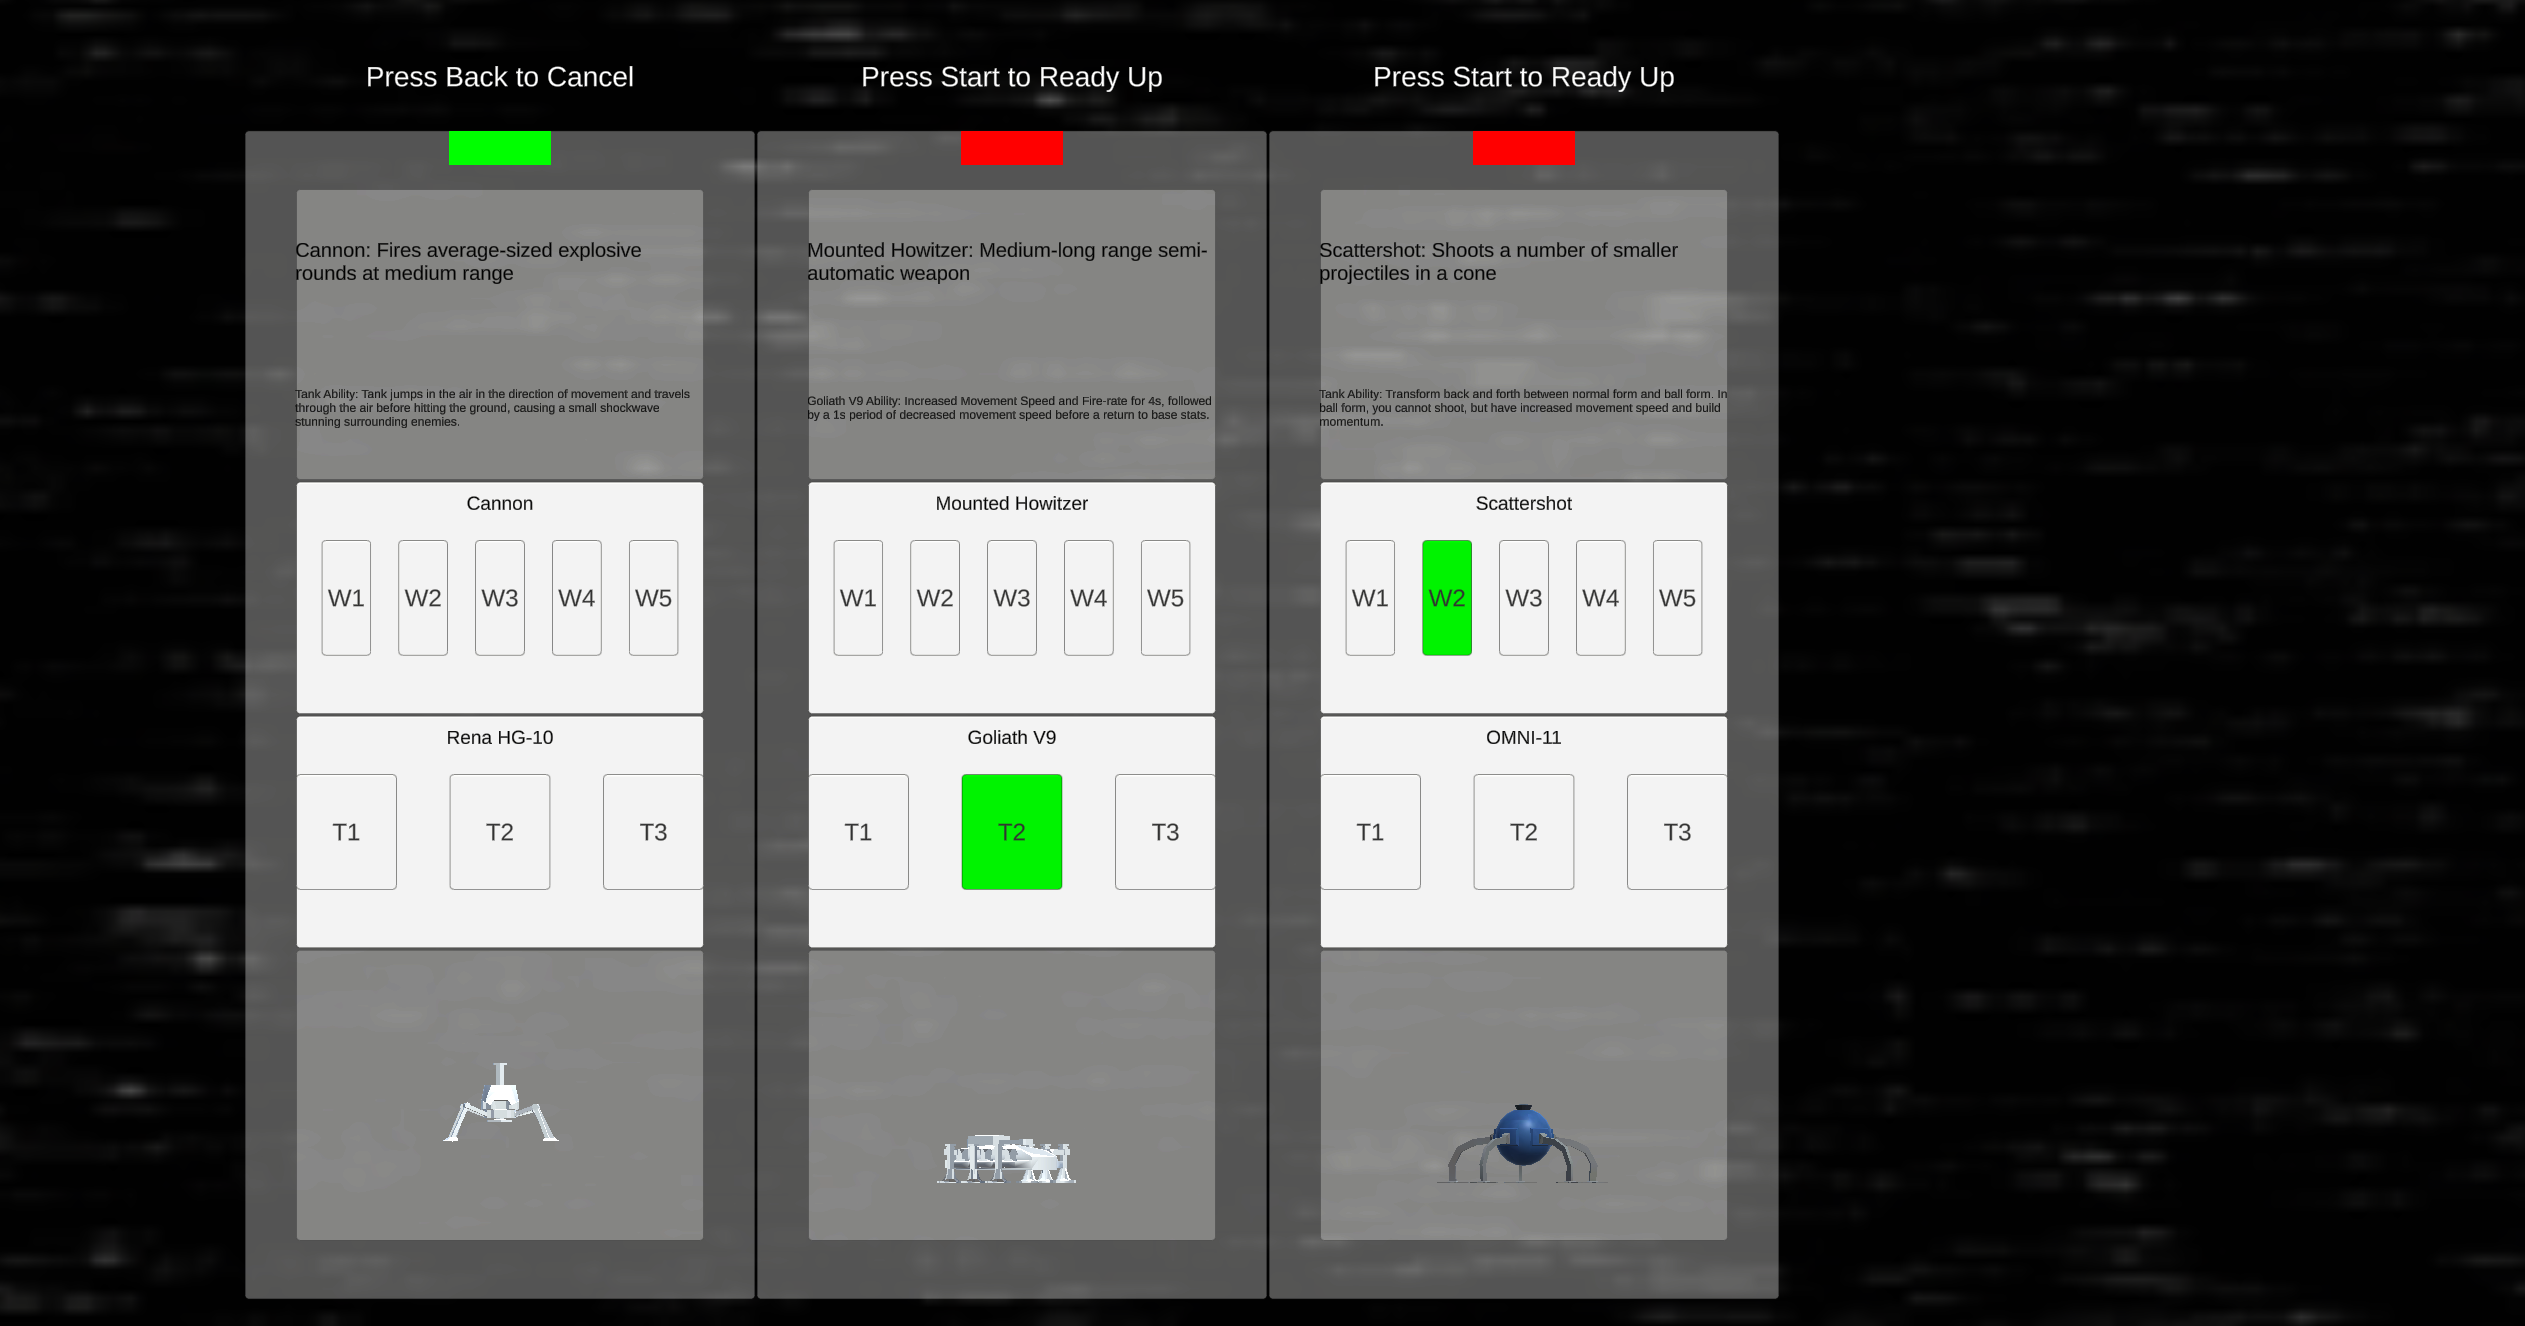 Press Back to Cancel
Cannon: Fires average-sized explosive
rounds at medium range
Tank Ability: Tank jumps in the air in the direction of movement and travels
through the air before hitting the ground, causing a small shockwave
stunning surrounding enemies.
Cannon
W1 W2 W3 W4 W5
Rena HG-10
T1 T2 T3
Press Start to Ready Up
Mounted Howitzer: Medium-long range semi-
automatic weapon
Goliath V9 Ability: Increased Movement Speed and Fire-rate for 4s, followed
by a 1s period of decreased movement speed before a return to base stats.
Mounted Howitzer
W1 W2 W3 W4 W5
Goliath V9
T1 T2 T3
Press Start to Ready Up
Scattershot: Shoots a number of smaller
projectiles in a cone
Tank Ability: Transform back and forth between normal form and ball form. In
ball form, you cannot shoot, but have increased movement speed and build
momentum.
Scattershot
W1 W2 W3 W4 W5
OMNI-11
T1 T2 T3